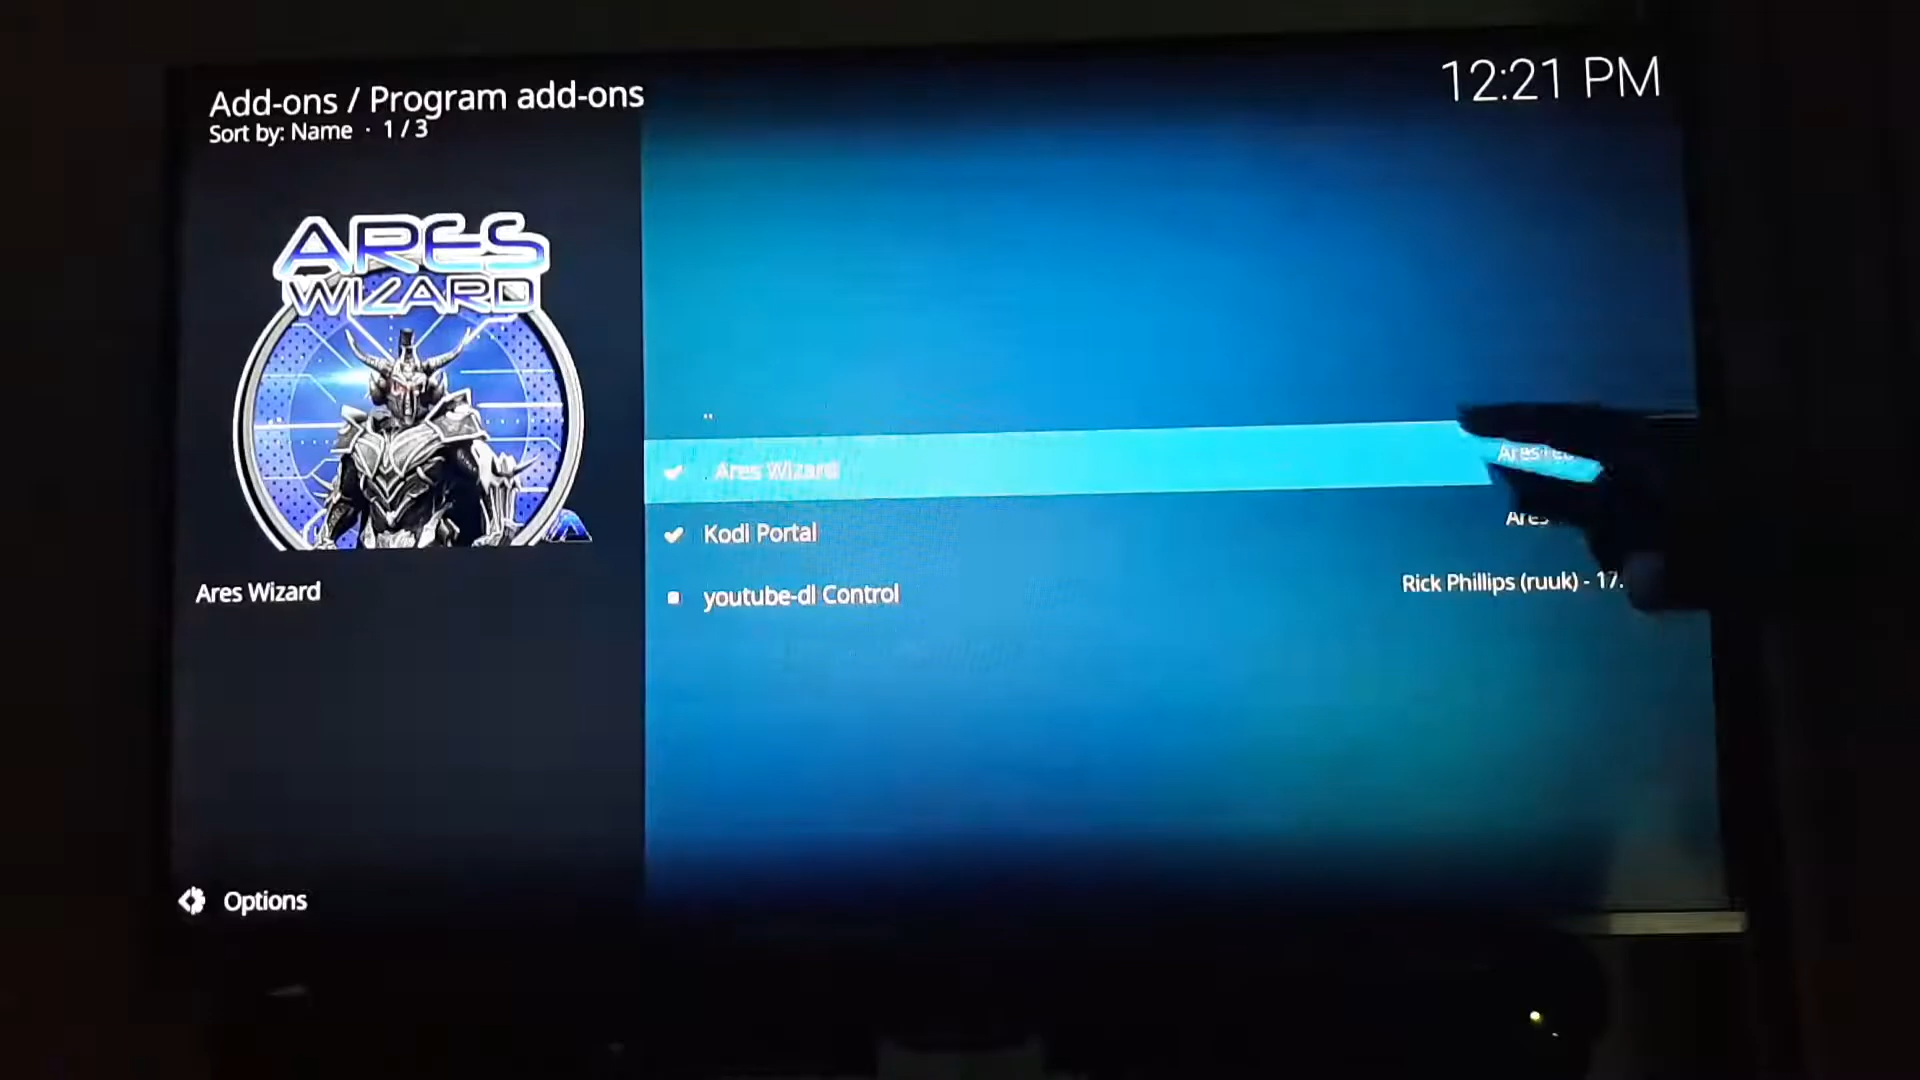 Add-ons / Program add-ons
Sort by: Name · 1 / 3
12:21 PM
ARES
WIZARD
..
Ares Wizard
Kodi Portal
youtube-dl Control
Rick Phillips (ruuk) - 17.
Ares Wizard
Options